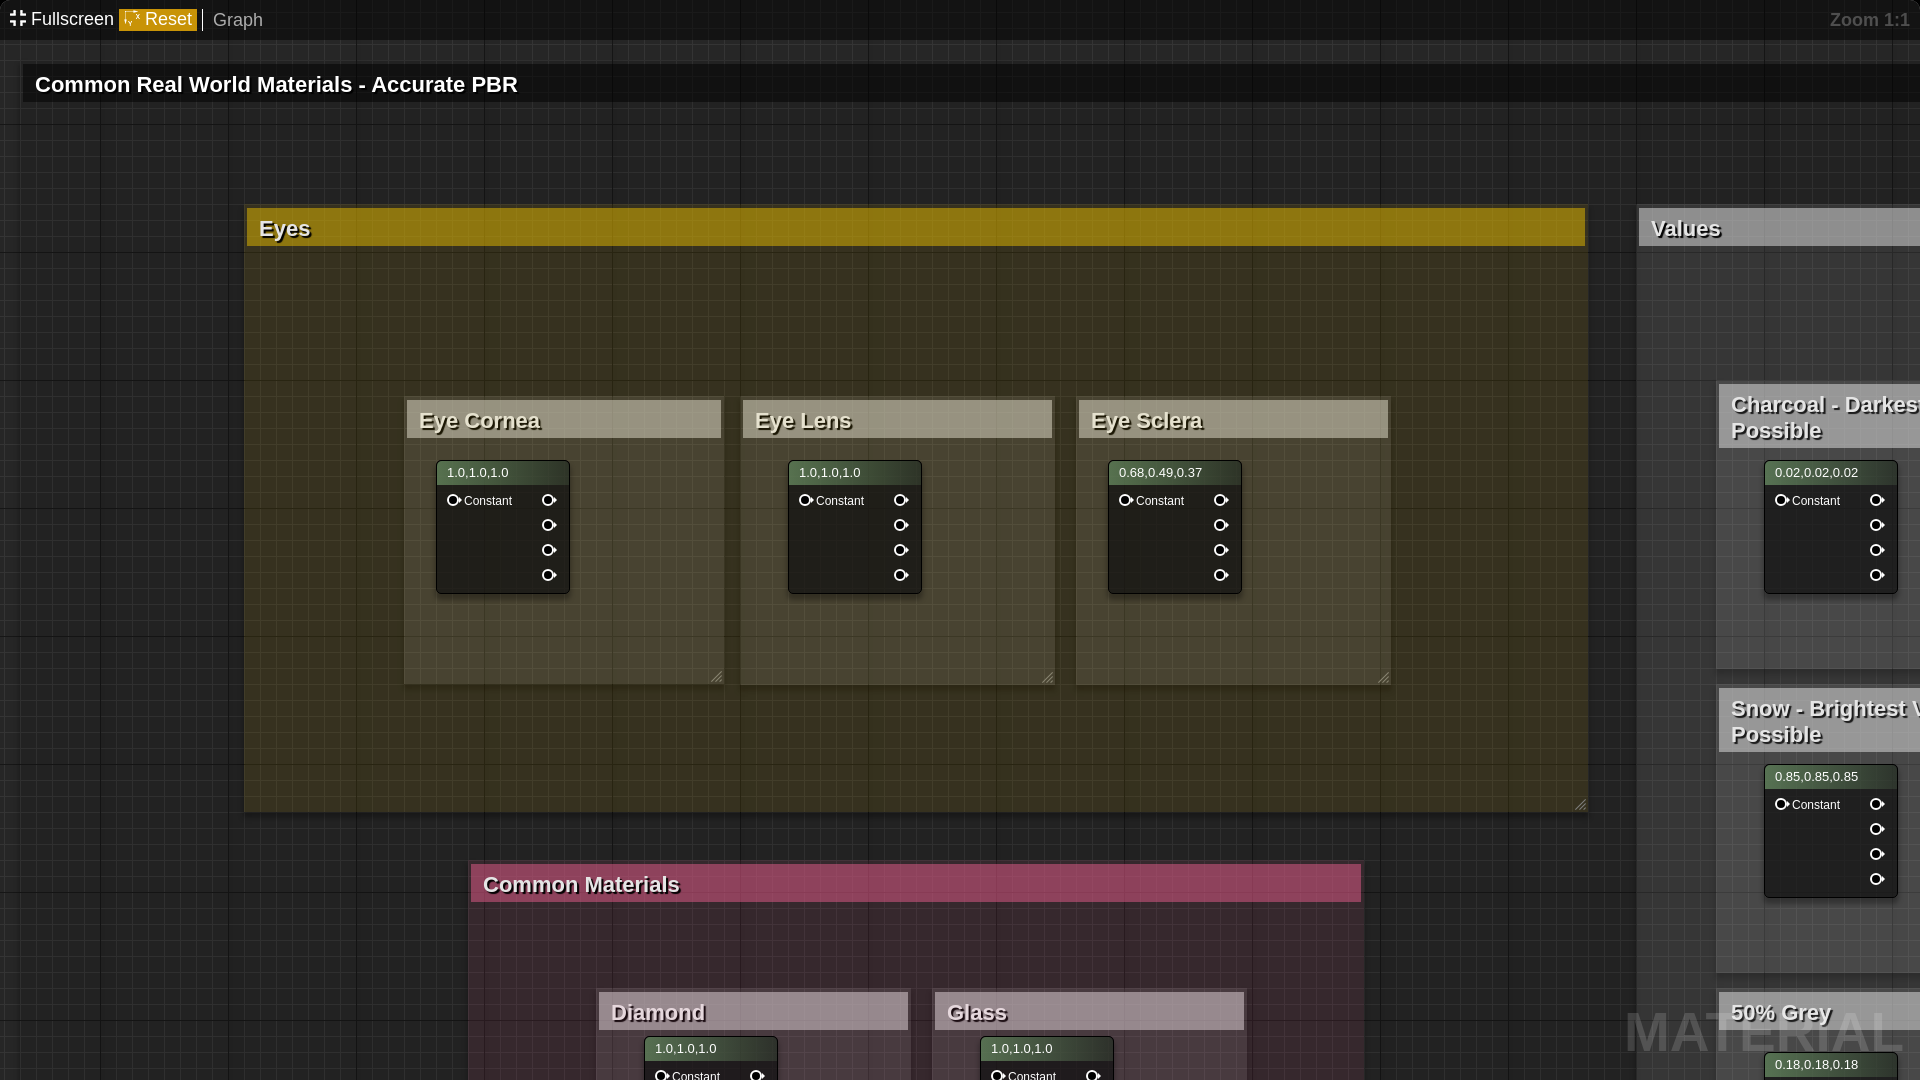 Fullscreen Reset Graph Zoom 1:1
Common Real World Materials - Accurate PBR
Eyes
Values
Eye Cornea
1.0,1.0,1.0
Constant
Eye Lens
1.0,1.0,1.0
Constant
Eye Sclera
0.68,0.49,0.37
Constant
Charcoal - Darkest
Possible
0.02,0.02,0.02
Constant
Snow - Brightest
Possible
0.85,0.85,0.85
Constant
Common Materials
Diamond
1.0,1.0,1.0
Constant
Glass
1.0,1.0,1.0
Constant
50% Grey
0.18,0.18,0.18
MATERIAL